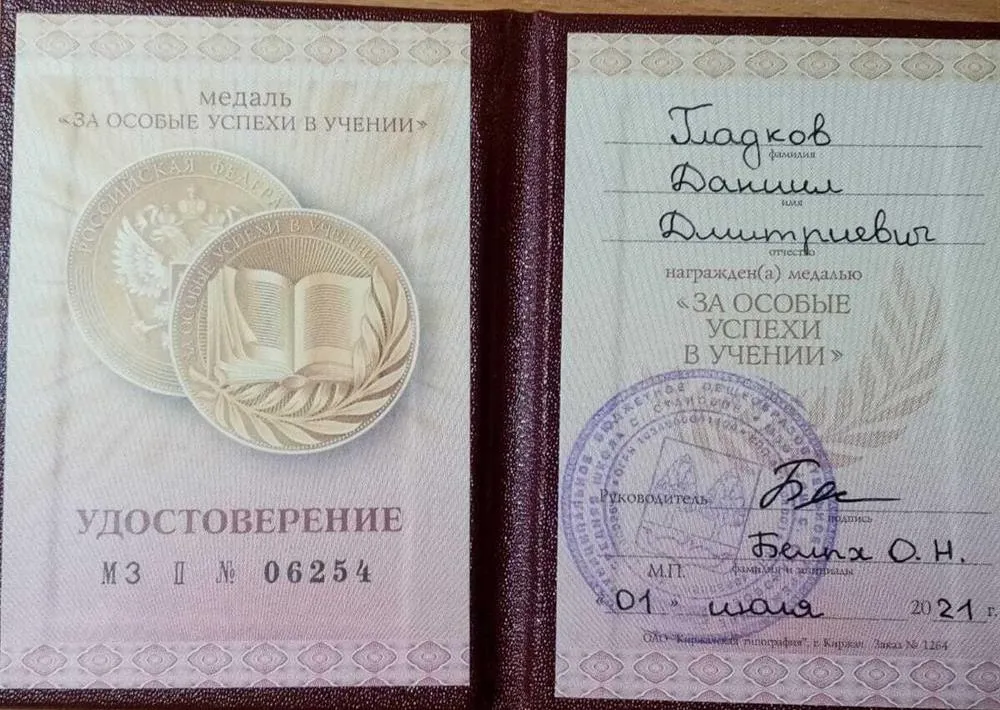 медаль
«ЗА ОСОБЫЕ УСПЕХИ В УЧЕНИИ»
РОССИЙСКАЯ ФЕДЕРА
ЗА ОСОБЫЕ УСПЕХИ В УЧЕНИИ
УДОСТОВЕРЕНИЕ
МЗ П № 06254
Гладков
фамилия
Даниил
имя
Дмитриевич
отчество
награжден(а) медалью
«ЗА ОСОБЫЕ
УСПЕХИ
В УЧЕНИИ»
Руководитель
подпись
О. Н.
фамилия и инициалы
М.П.
"01" июля 2021 г.
ОАО "Киржачская типография", г. Киржач. Заказ № 1264